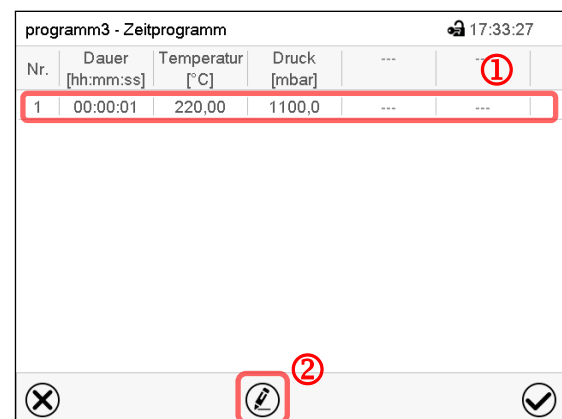 programm3 - Zeitprogramm 17:33:27
Nr. Dauer [hh:mm:ss] Temperatur [°C] Druck [mbar] --- ---
①
1 00:00:01 220,00 1100,0 --- ---
②